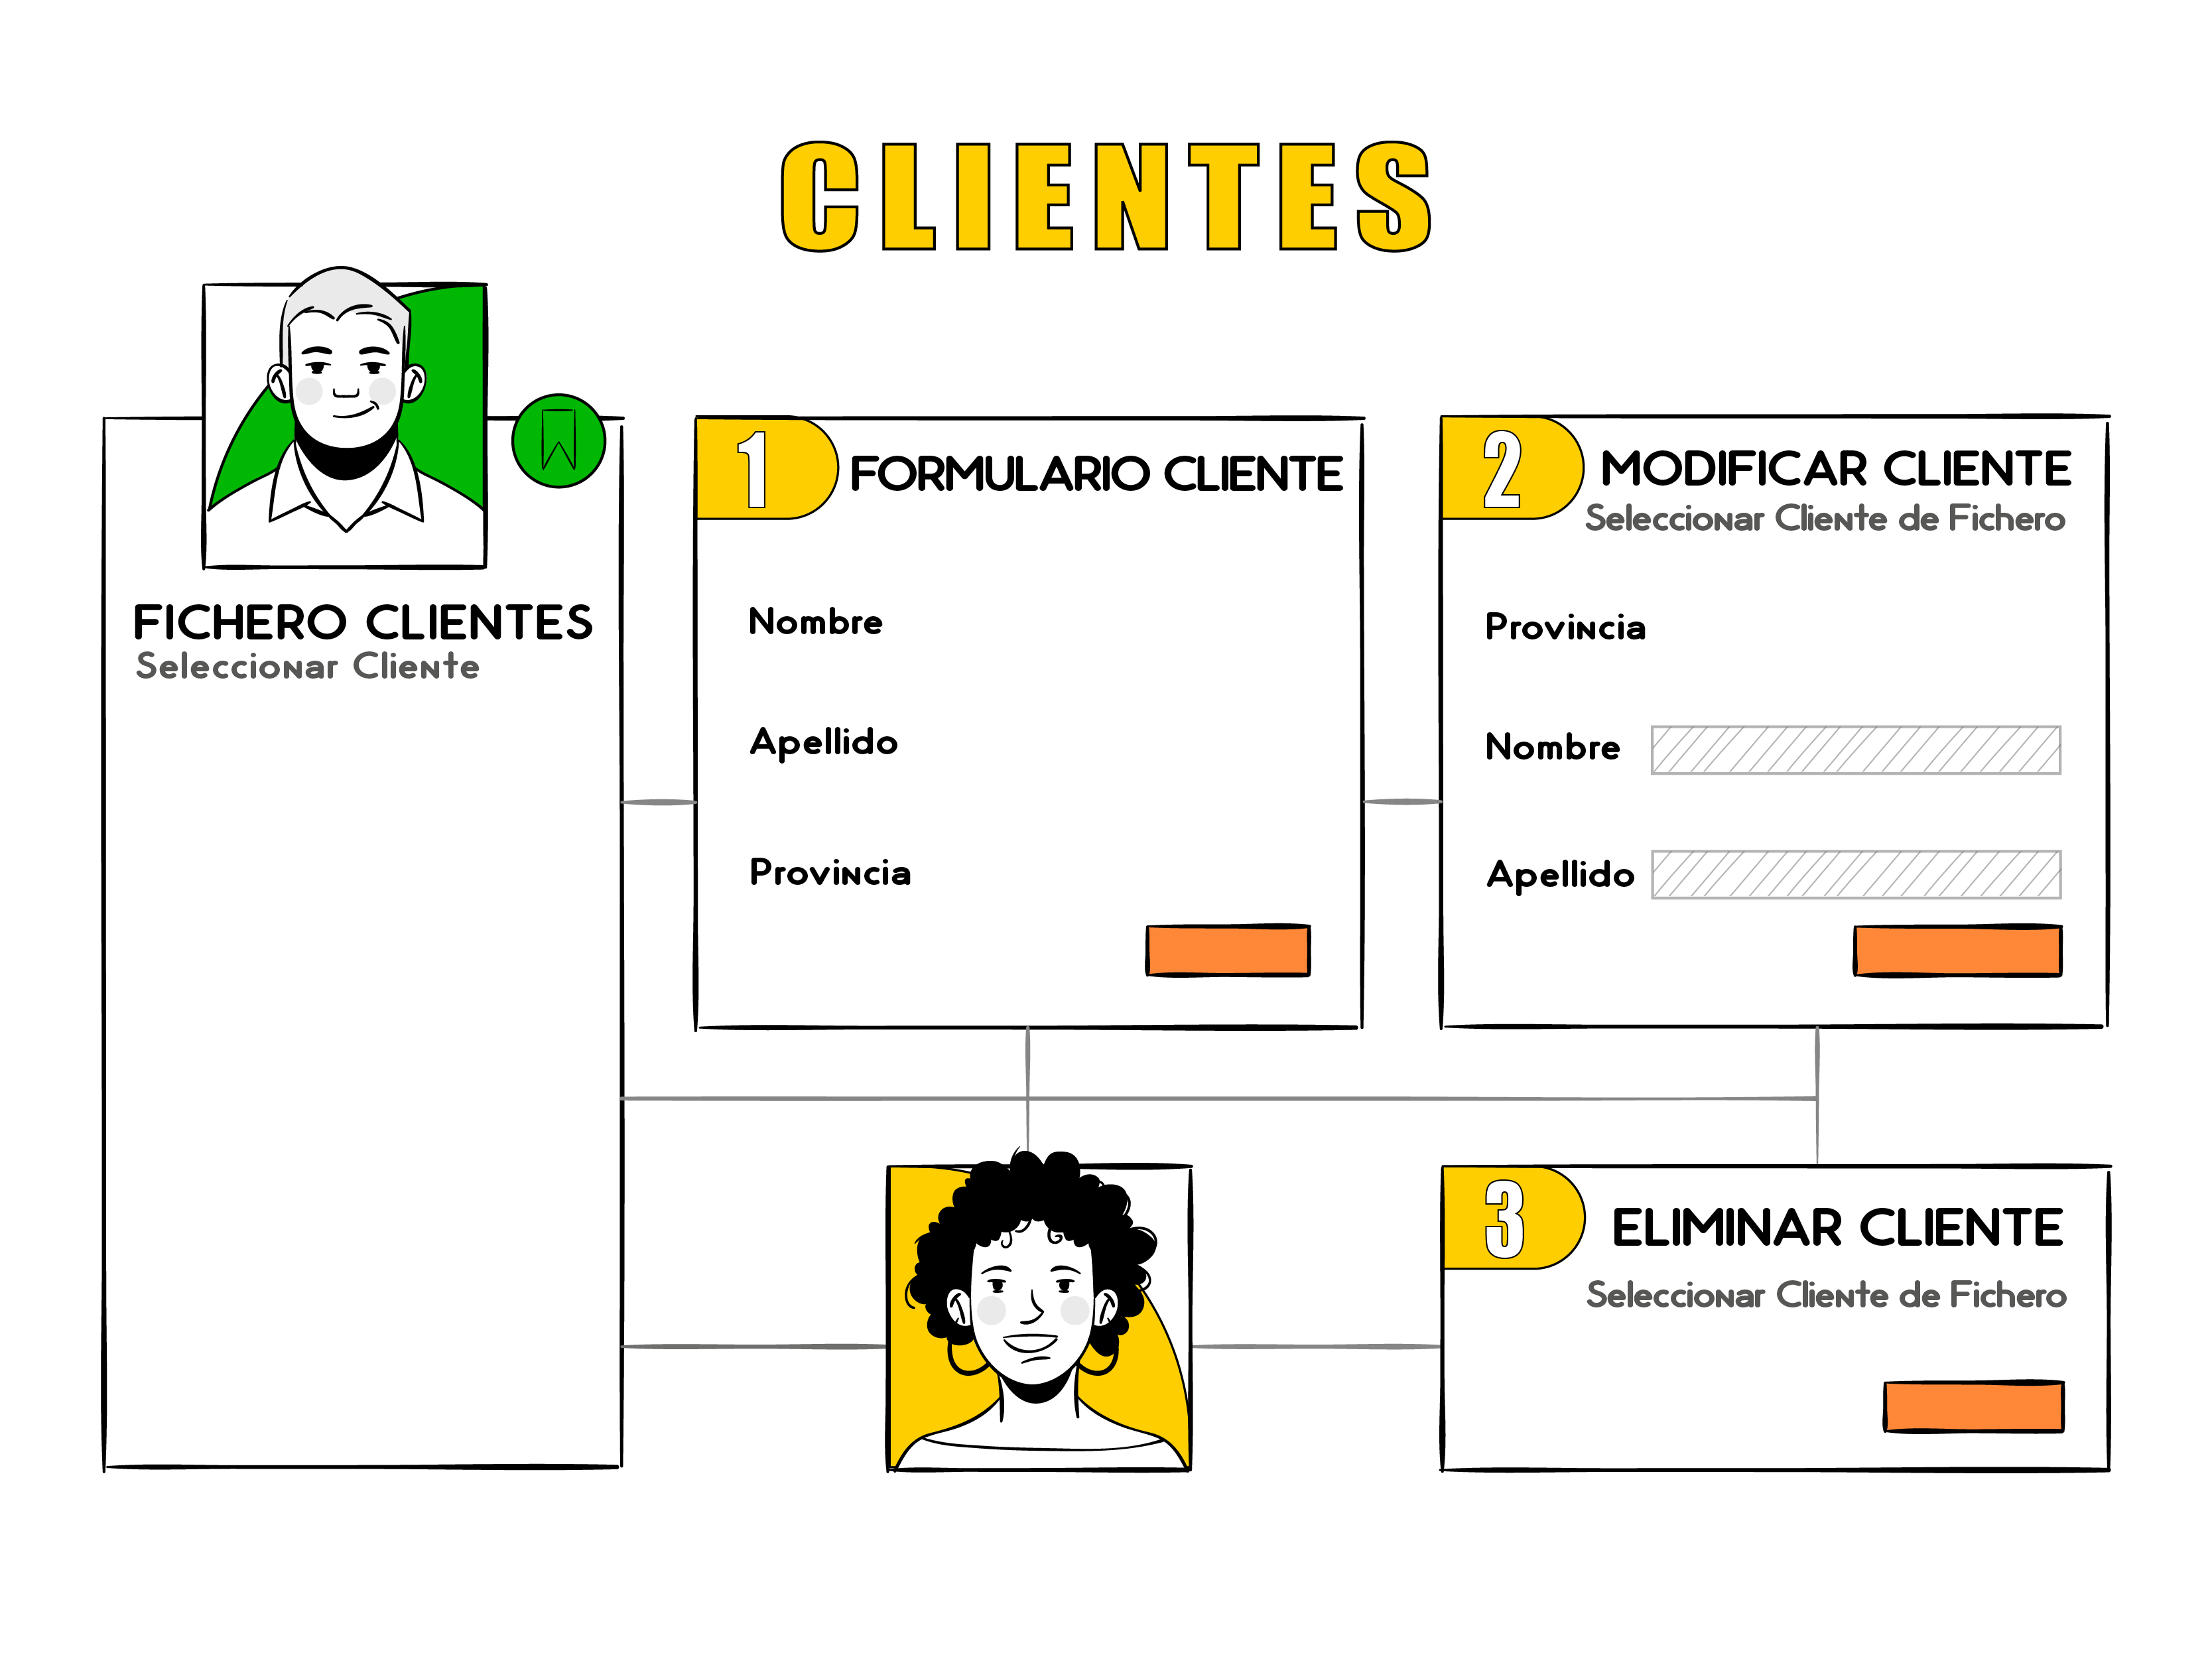 CLIENTES
FICHERO CLIENTES
Seleccionar Cliente
1
FORMULARIO CLIENTE
Nombre
Apellido
Provincia
2
MODIFICAR CLIENTE
Seleccionar Cliente de Fichero
Provincia
Nombre
Apellido
3
ELIMINAR CLIENTE
Seleccionar Cliente de Fichero